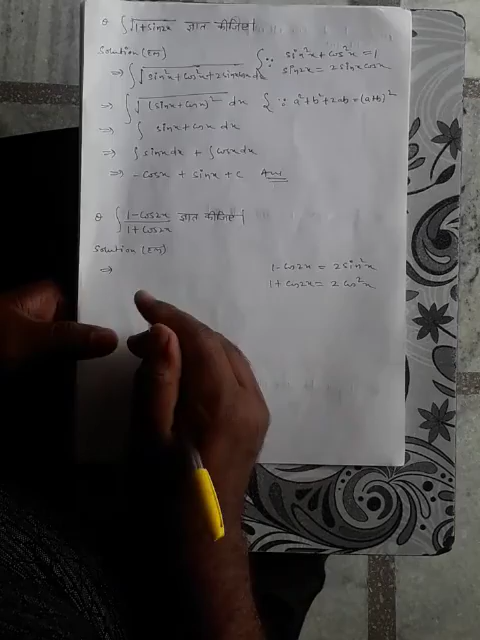 Q ∫√1+sin2x ज्ञात कीजिए।
Solution (हल)
⇒ ∫√sin²x+cos²x+2sinxcosx dx { ∵ sin²x+cos²x=1
sin2x = 2sinxcosx
⇒ ∫√(sinx+cosx)² dx { ∵ a²+b²+2ab=(a+b)²
⇒ ∫ sinx+cosx dx
⇒ ∫sinxdx + ∫cosxdx
⇒ -cosx + sinx + c Ans
Q ∫ 1-cos2x / 1+cos2x ज्ञात कीजिए।
Solution (हल)
⇒ 1-cos2x = 2sin²x
1+cos2x = 2cos²x